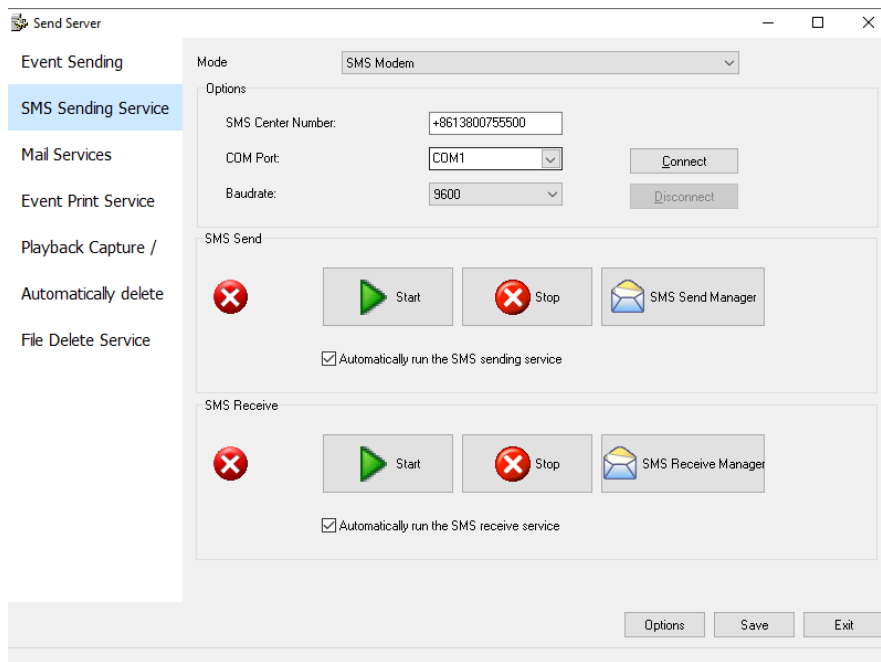 Send Server
Event Sending
SMS Sending Service
Mail Services
Event Print Service
Playback Capture /
Automatically delete
File Delete Service
Mode SMS Modem
Options
SMS Center Number: +8613800755500
COM Port: COM1 Connect
Baudrate: 9600 Disconnect
SMS Send
Start Stop SMS Send Manager
Automatically run the SMS sending service
SMS Receive
Start Stop SMS Receive Manager
Automatically run the SMS receive service
Options Save Exit